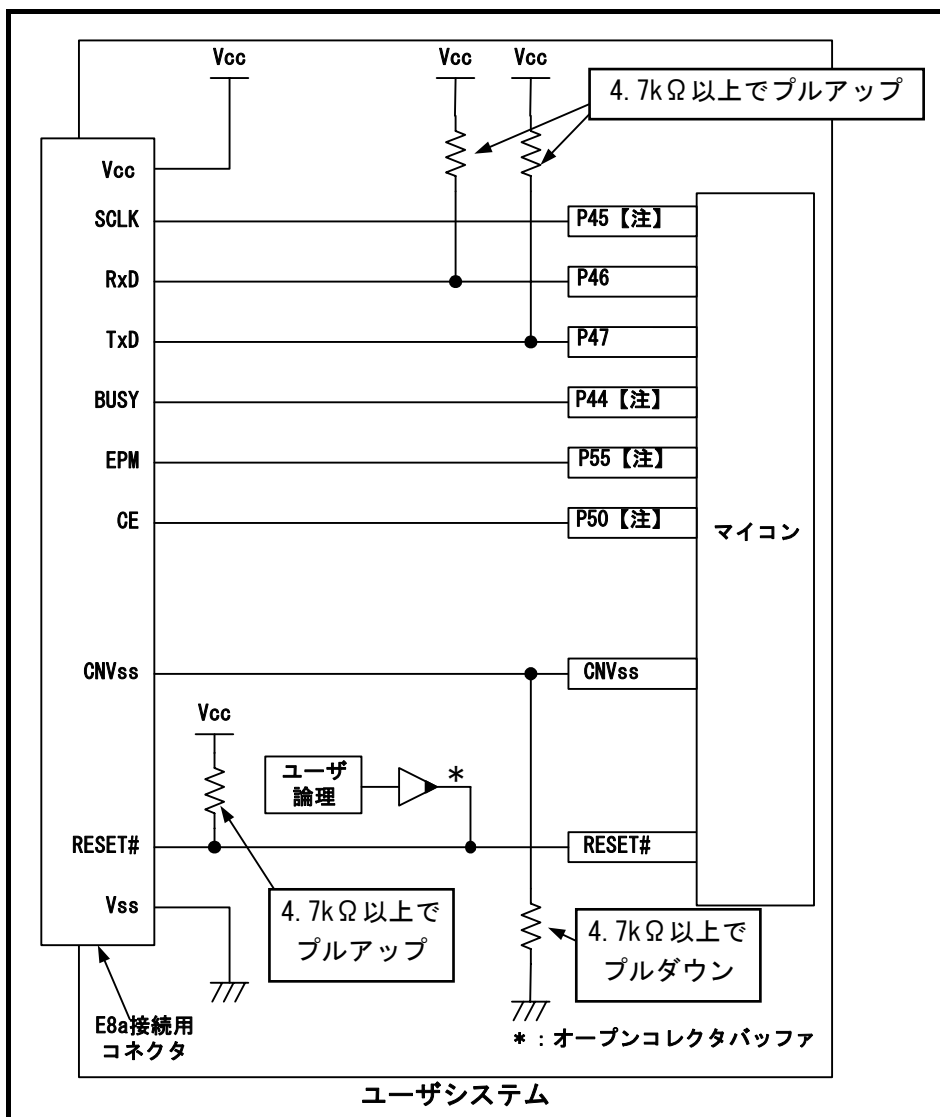 Vcc
Vcc
Vcc
4.7kΩ以上でプルアップ
Vcc
SCLK
P45【注】
RxD
P46
TxD
P47
BUSY
P44【注】
EPM
P55【注】
CE
P50【注】
マイコン
CNVss
CNVss
Vcc
ユーザ
論理
*
RESET#
RESET#
Vss
4.7kΩ以上で
プルアップ
4.7kΩ以上で
プルダウン
E8a接続用
コネクタ
*：オープンコレクタバッファ
ユーザシステム